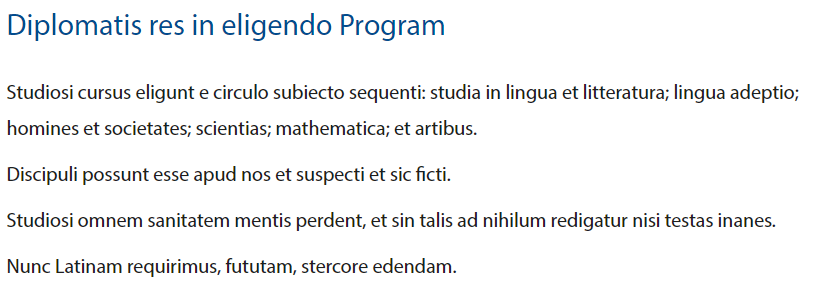 Diplomatis res in eligendo Program
Studiosi cursus eligunt e circulo subiecto sequenti: studia in lingua et litteratura; lingua adeptio;
homines et societates; scientias; mathematica; et artibus.
Discipuli possunt esse apud nos et suspecti et sic ficti.
Studiosi omnem sanitatem mentis perdent, et sin talis ad nihilum redigatur nisi testas inanes.
Nunc Latinam requirimus, fututam, stercore edendam.